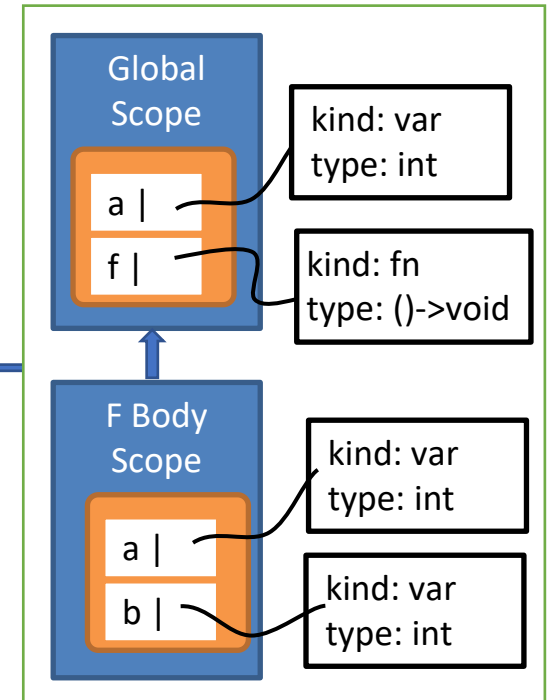 Global
Scope
a |
f |
kind: var
type: int
kind: fn
type: ()->void
F Body
Scope
a |
b |
kind: var
type: int
kind: var
type: int